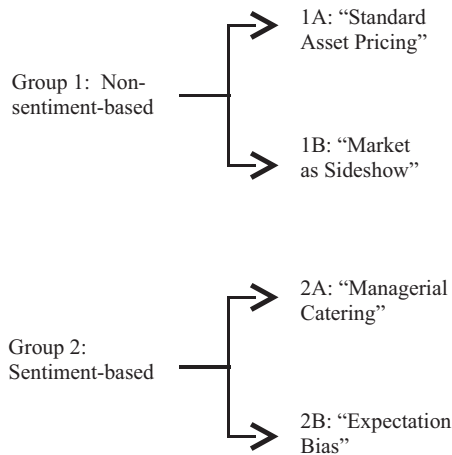 1A: “Standard
Asset Pricing”
Group 1: Non-
sentiment-based
1B: “Market
as Sideshow”
2A: “Managerial
Catering”
Group 2:
Sentiment-based
2B: “Expectation
Bias”